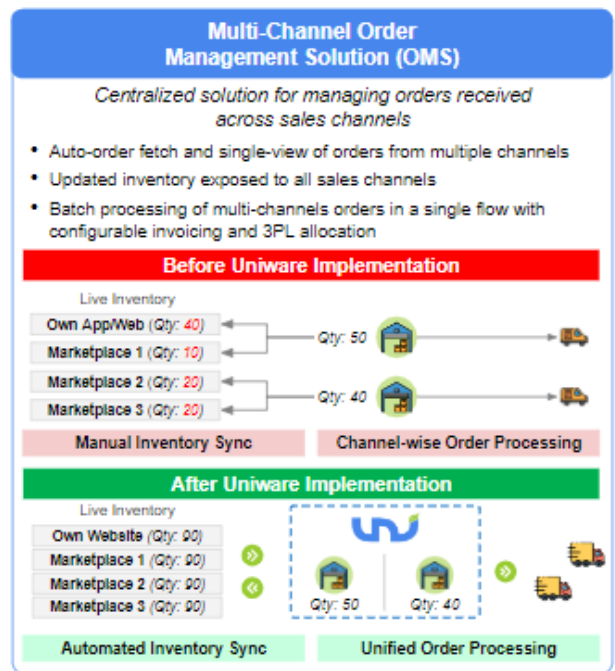 Multi-Channel Order
Management Solution (OMS)
Centralized solution for managing orders received
across sales channels
• Auto-order fetch and single-view of orders from multiple channels
• Updated inventory exposed to all sales channels
• Batch processing of multi-channels orders in a single flow with
configurable invoicing and 3PL allocation
Before Uniware Implementation
Live Inventory
Own App/Web (Qty: 40)
Marketplace 1 (Qty: 10)
Qty: 50
Marketplace 2 (Qty: 20)
Marketplace 3 (Qty: 20)
Qty: 40
Manual Inventory Sync
Channel-wise Order Processing
After Uniware Implementation
Live Inventory
Own Website (Qty: 90)
Marketplace 1 (Qty: 90)
Marketplace 2 (Qty: 90)
Marketplace 3 (Qty: 90)
uni
Qty: 50
Qty: 40
Automated Inventory Sync
Unified Order Processing